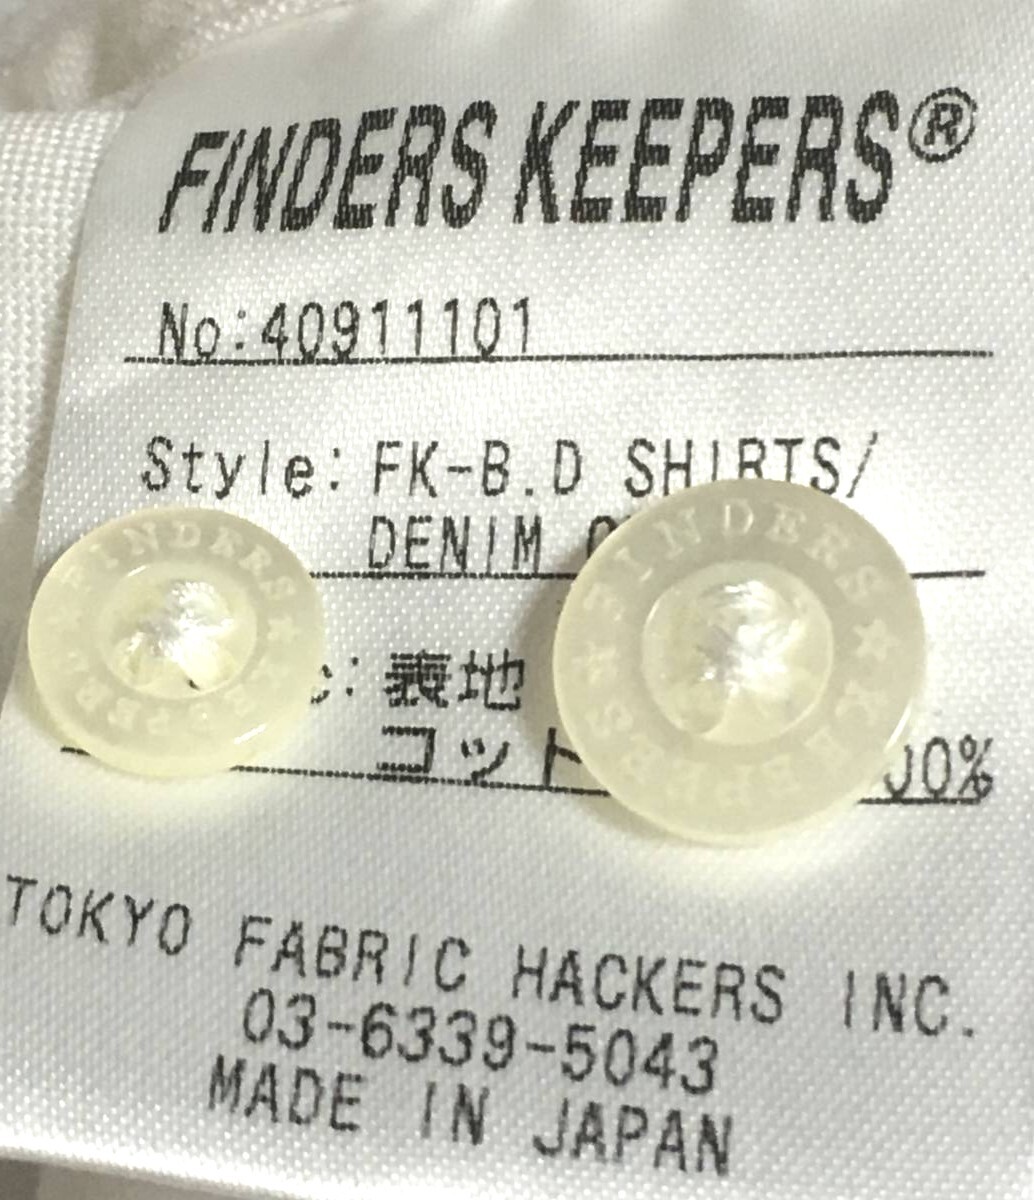 FINDERS KEEPERS®
No:40911101
Style: FK-B.D SHIRTS/
DENIM
表地
TOKYO FABRIC HACKERS INC.
03-6339-5043
MADE IN JAPAN
FINDERS★KEEPERS★
FINDERS★KEEPERS★